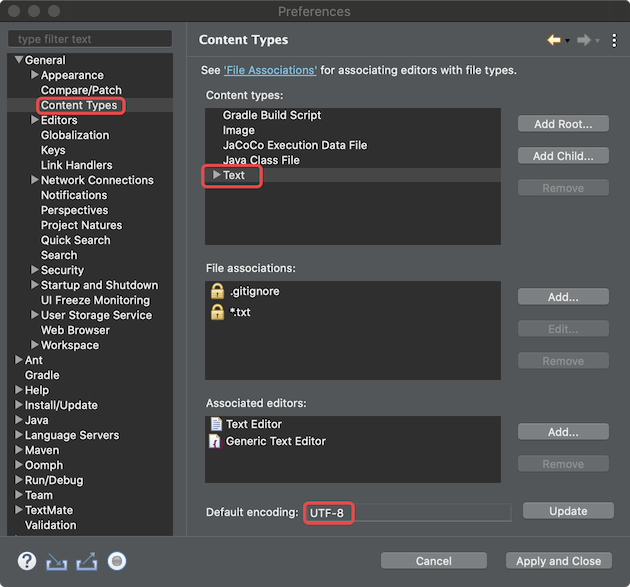 Preferences
type filter text
General
Appearance
Compare/Patch
Content Types
Editors
Globalization
Keys
Link Handlers
Network Connections
Notifications
Perspectives
Project Natures
Quick Search
Search
Security
Startup and Shutdown
UI Freeze Monitoring
User Storage Service
Web Browser
Workspace
Ant
Gradle
Help
Install/Update
Java
Language Servers
Maven
Oomph
Run/Debug
Team
TextMate
Validation
Content Types
See 'File Associations' for associating editors with file types.
Content types:
Gradle Build Script
Image
JaCoCo Execution Data File
Java Class File
Text
Add Root...
Add Child...
Remove
File associations:
.gitignore
*.txt
Add...
Edit...
Remove
Associated editors:
Text Editor
Generic Text Editor
Add...
Remove
Default encoding: UTF-8
Update
Cancel
Apply and Close